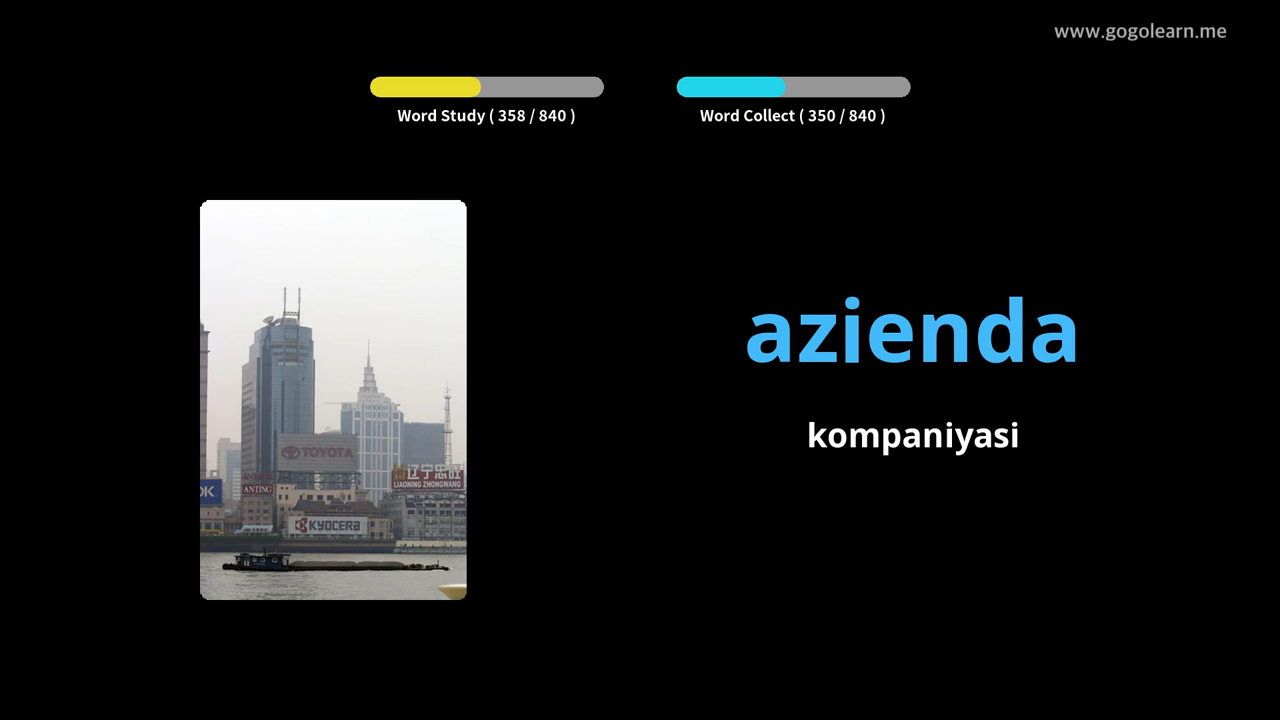 www.gogolearn.me
Word Study ( 358 / 840 )
Word Collect ( 350 / 840 )
azienda
kompaniyasi
TOYOTA
辽宁忠旺
LIAONING ZHONGWANG
OK
ANTING
KYOCERA